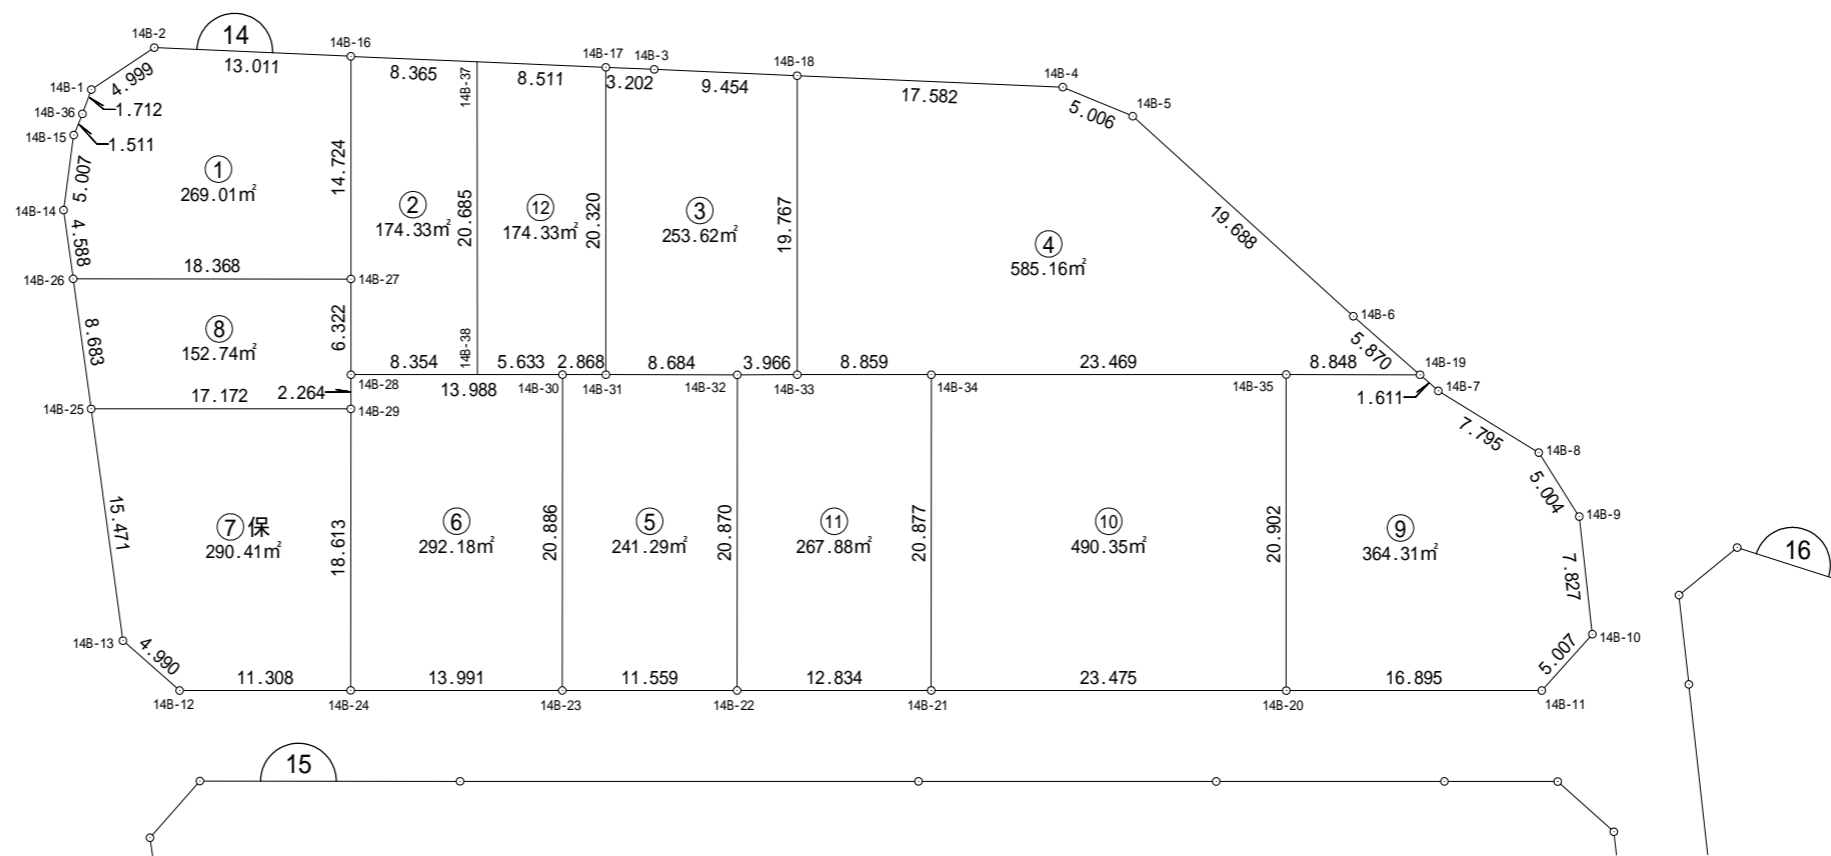 14
14B-2
14B-16
14B-17
14B-3
14B-18
14B-4
14B-5
14B-1
14B-36
14B-15
14B-14
14B-26
14B-25
14B-13
14B-12
4.999
13.011
8.365
14B-37
8.511
3.202
9.454
17.582
5.006
1.712
1.511
5.007
4.588
① 
269.01㎡
14.724
②
174.33㎡
20.685
⑫
174.33㎡
20.320
③
253.62㎡
19.767
④
585.16㎡
19.688
14B-6
5.870
14B-19
14B-7
1.611
18.368
14B-27
8.683
⑧
152.74㎡
6.322
8.354
14B-38
5.633
2.868
8.684
3.966
8.859
23.469
8.848
14B-28
13.988
14B-30
14B-31
14B-32
14B-33
14B-34
14B-35
17.172
2.264
14B-29
7.795
14B-8
5.004
14B-9
7.827
14B-10
15.471
⑦保
290.41㎡
18.613
⑥
292.18㎡
20.886
⑤
241.29㎡
20.870
⑪
267.88㎡
20.877
⑩
490.35㎡
20.902
⑨
364.31㎡
16
4.990
11.308
13.991
11.559
12.834
23.475
16.895
5.007
14B-24
14B-23
14B-22
14B-21
14B-20
14B-11
15